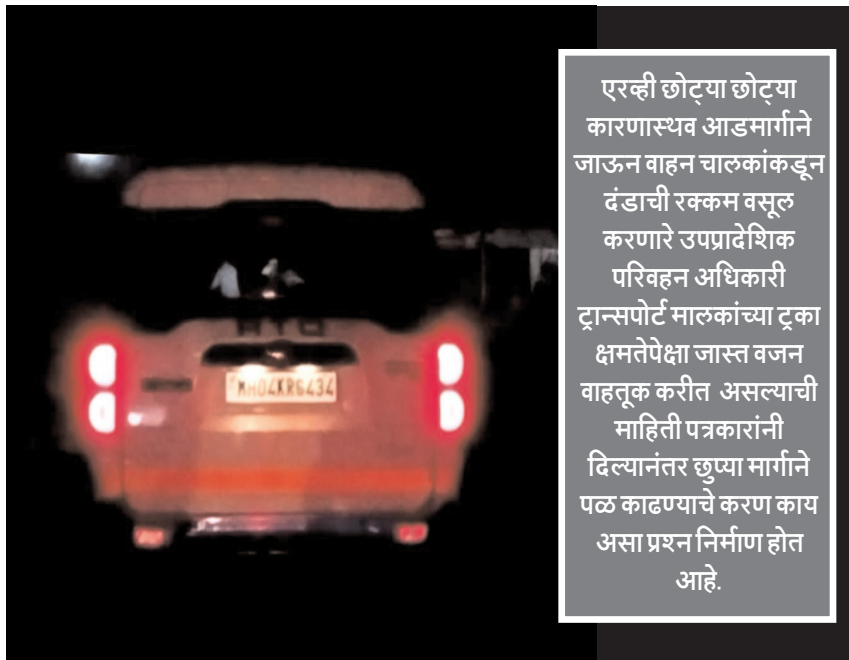 MH04KR6434
एरव्ही छोट्या छोट्या
कारणास्थव आडमार्गाने
जाऊन वाहन चालकांकडून
दंडाची रक्कम वसूल
करणारे उपप्रादेशिक
परिवहन अधिकारी
ट्रान्सपोर्ट मालकांच्या ट्रका
क्षमतेपेक्षा जास्त वजन
वाहतूक करीत असल्याची
माहिती पत्रकारांनी
दिल्यानंतर छुप्या मार्गाने
पळ काढण्याचे करण काय
असा प्रश्न निर्माण होत
आहे.